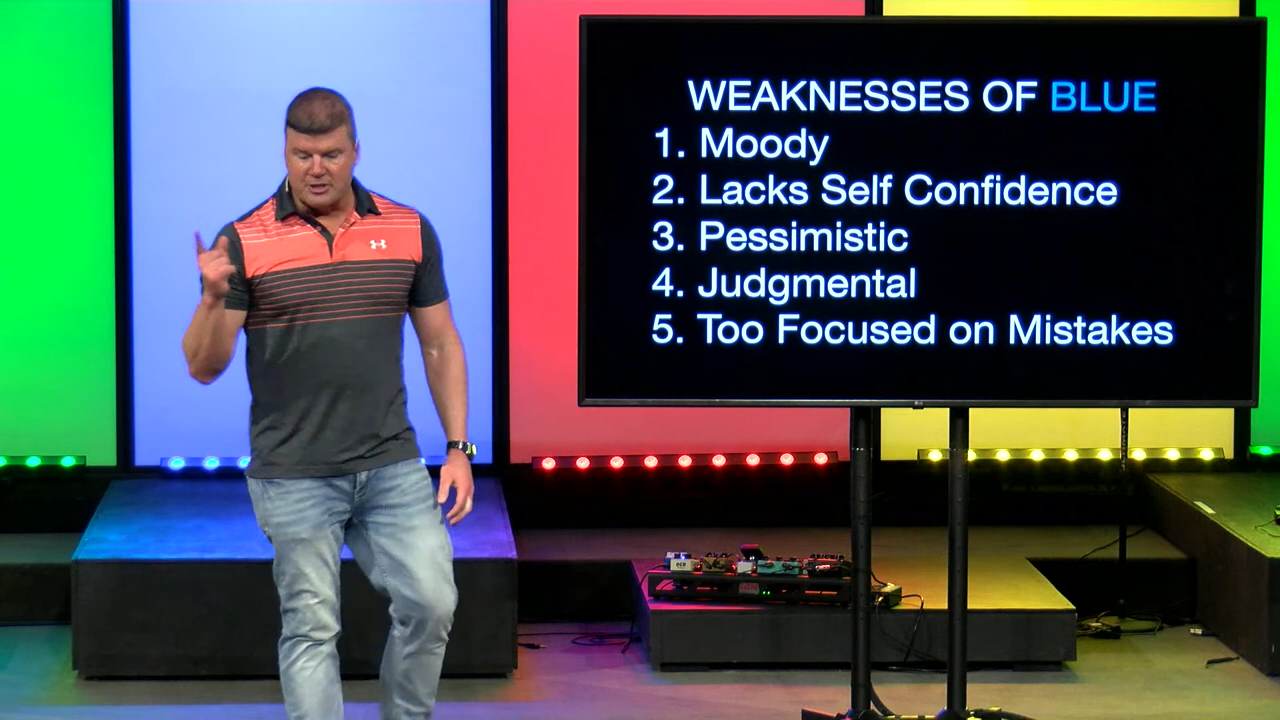 WEAKNESSES OF BLUE
1. Moody
2. Lacks Self Confidence
3. Pessimistic
4. Judgmental
5. Too Focused on Mistakes